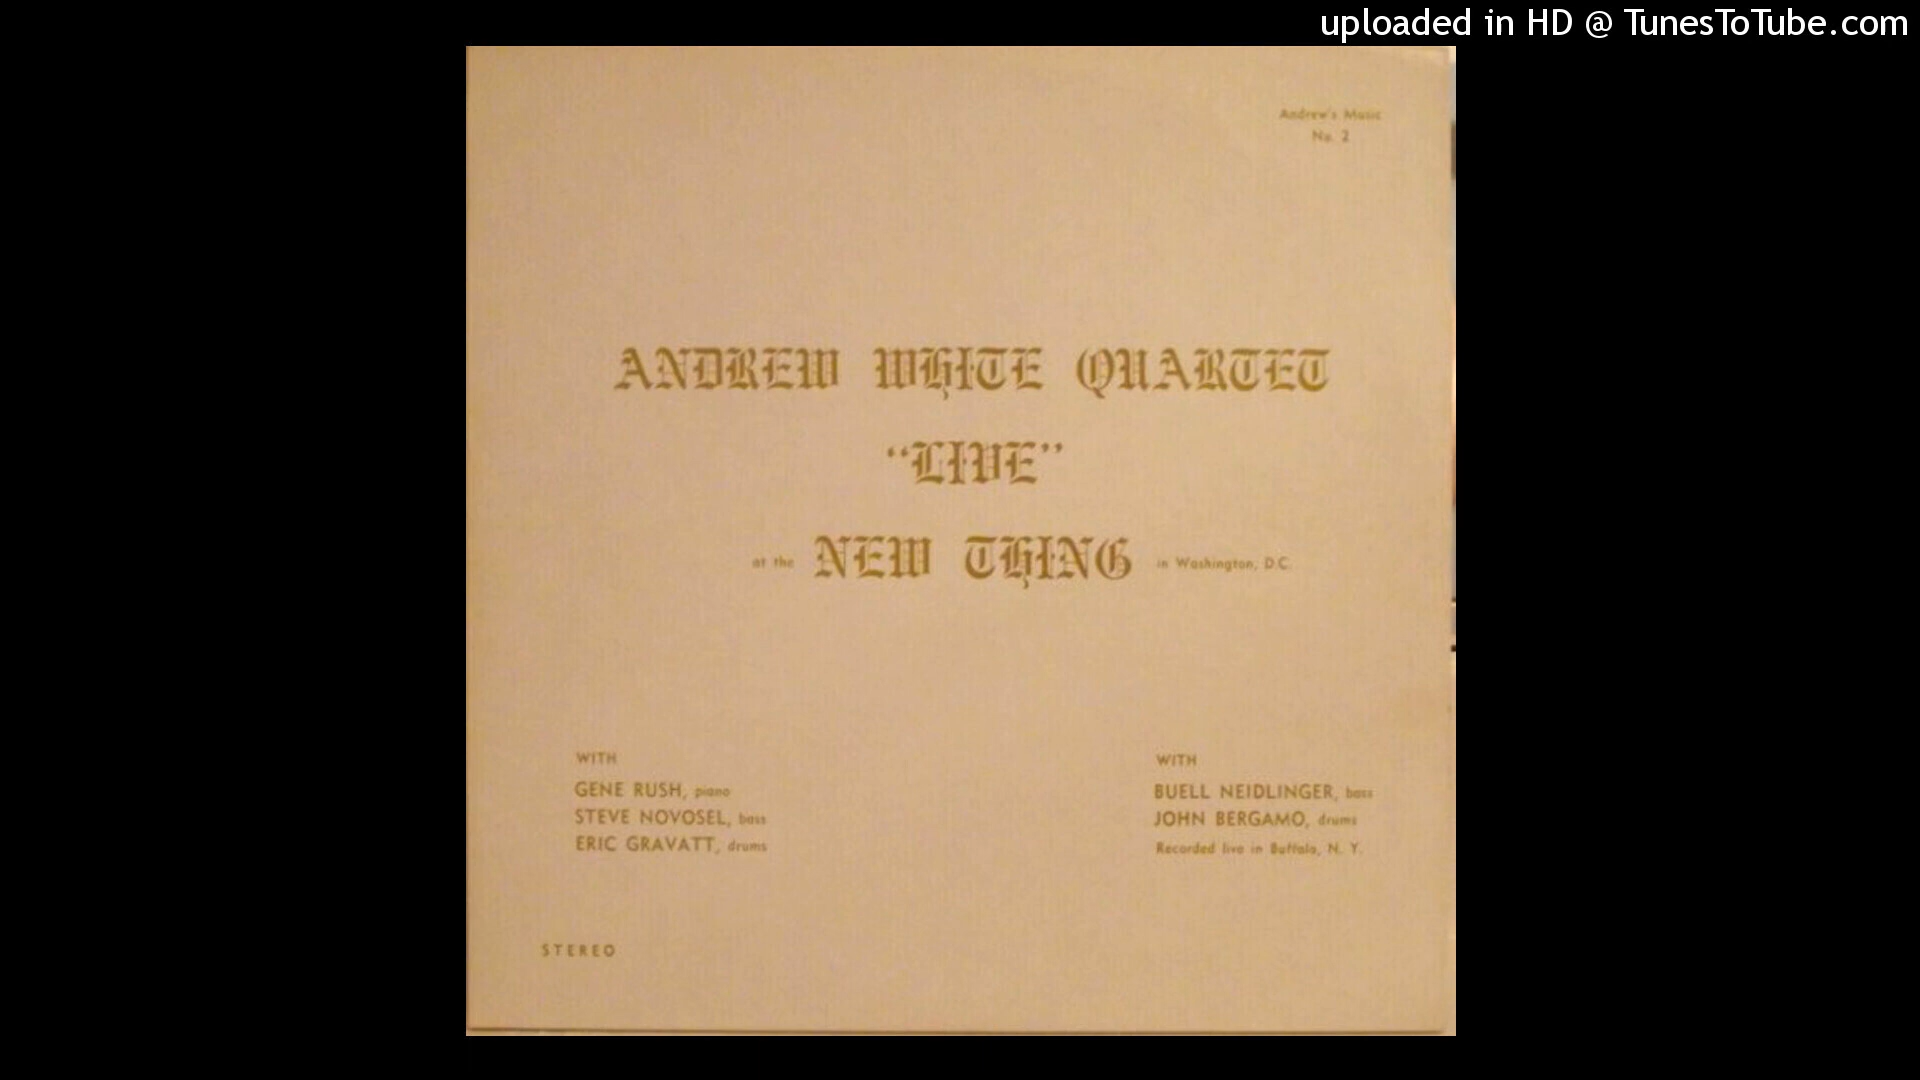 uploaded in HD @ TunesToTube.com
Andrew's Music
No. 2
ANDREW WHITE QUARTET
“LIVE”
at the NEW THING in Washington, D.C.
WITH
GENE RUSH, piano
STEVE NOVOSEL, bass
ERIC GRAVATT, drums
WITH
BUELL NEIDLINGER, bass
JOHN BERGAMO, drums
Recorded live in Buffalo, N. Y.
STEREO